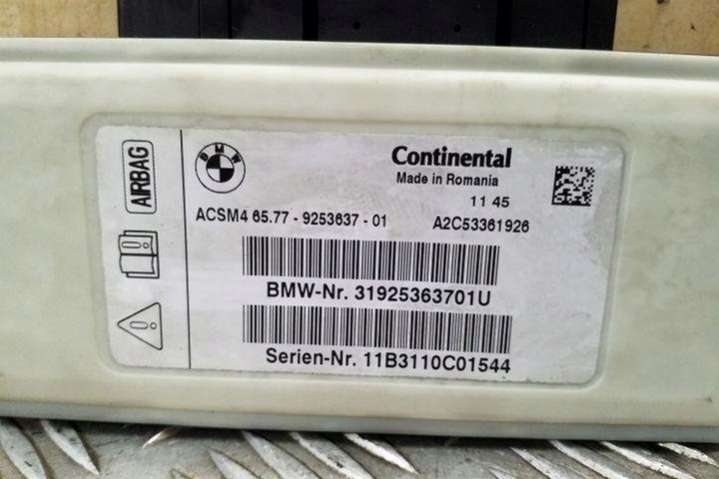 AIRBAG
BMW
Continental
Made in Romania
11 45
ACSM4 65.77 - 9253637 - 01 A2C53361926
BMW-Nr. 31925363701U
Serien-Nr. 11B3110C01544